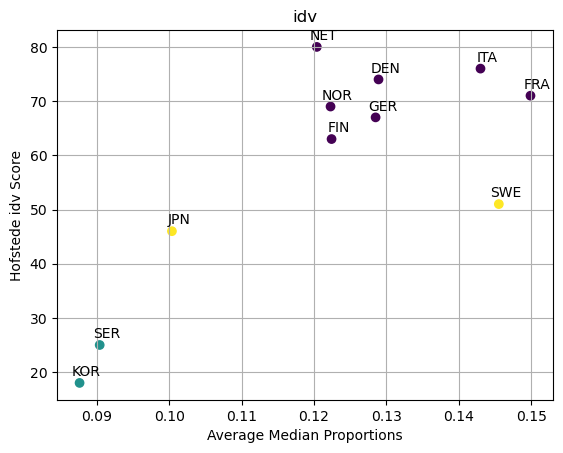 idv
NET
ITA
DEN
FRA
NOR
GER
FIN
SWE
JPN
SER
KOR
80
70
60
50
40
30
20
Hofstede idv Score
0.09 0.10 0.11 0.12 0.13 0.14 0.15
Average Median Proportions